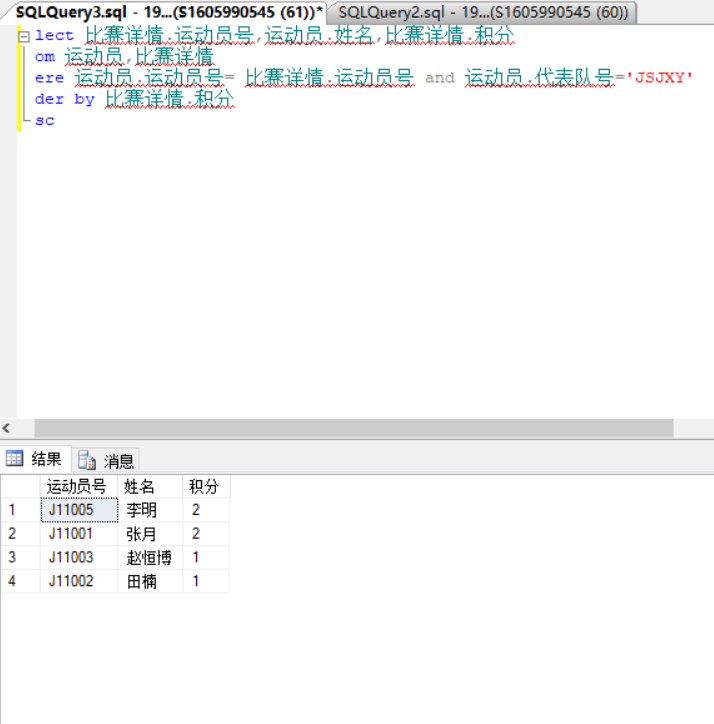 SQLQuery3.sql - 19...(S1605990545 (61))* SQLQuery2.sql - 19...(S1605990545 (60))
lect 比赛详情.运动员号,运动员.姓名,比赛详情.积分
om 运动员,比赛详情
ere 运动员.运动员号= 比赛详情.运动员号 and 运动员.代表队号='JSJXY'
der by 比赛详情.积分
sc
结果 消息
运动员号 姓名 积分
1 J11005 李明 2
2 J11001 张月 2
3 J11003 赵恒博 1
4 J11002 田楠 1